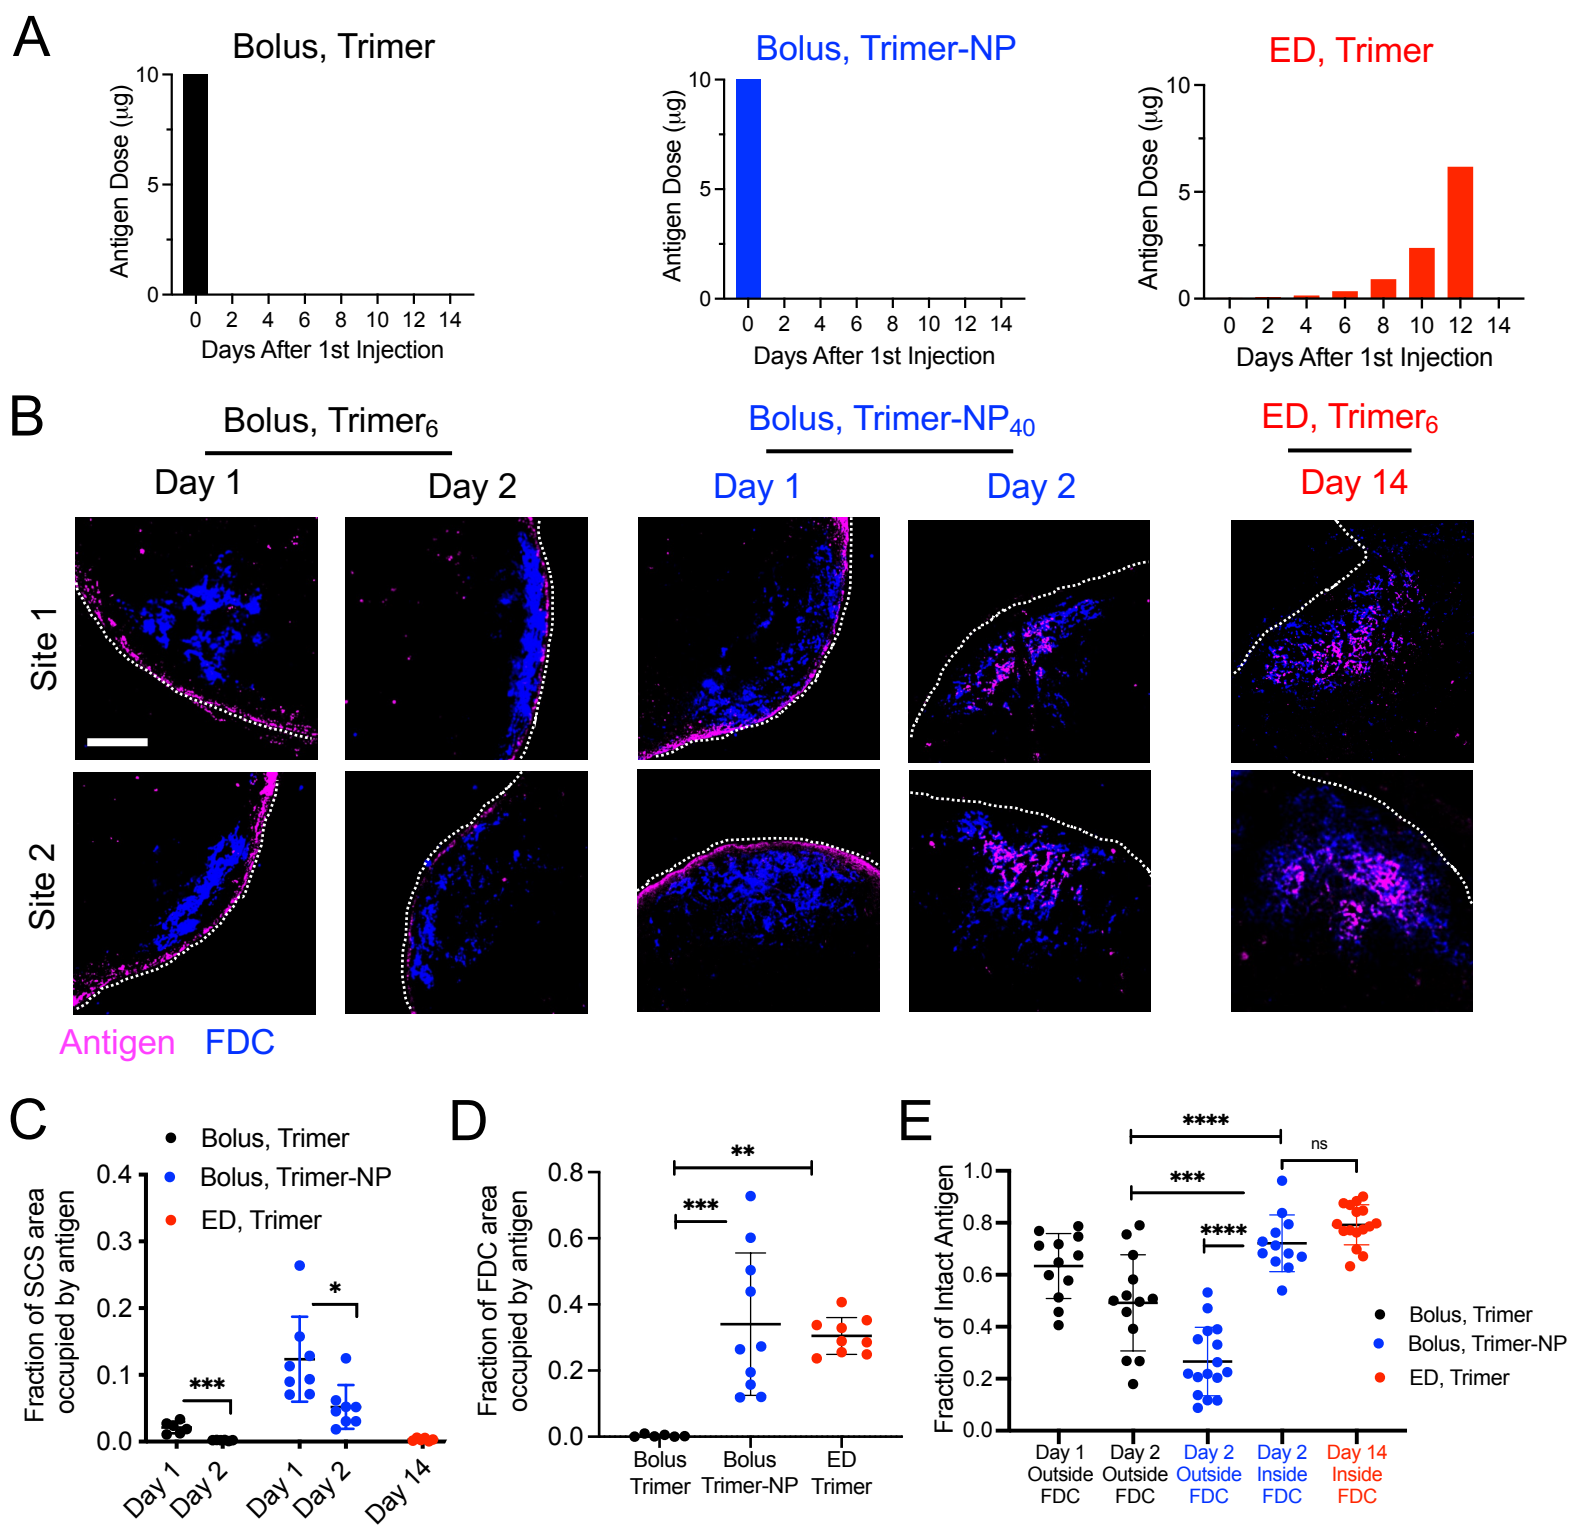 A
Bolus, Trimer
Bolus, Trimer-NP
ED, Trimer
Antigen Dose (μg)
10
5
0
0 2 4 6 8 10 12 14
Days After 1st Injection
Antigen Dose (μg)
10
5
0
0 2 4 6 8 10 12 14
Days After 1st Injection
Antigen Dose (μg)
10
5
0
0 2 4 6 8 10 12 14
Days After 1st Injection
B
Bolus, Trimer₆
Bolus, Trimer-NP₄₀
ED, Trimer₆
Day 1
Day 2
Day 1
Day 2
Day 14
Site 1
Site 2
Antigen FDC
C
Bolus, Trimer
Bolus, Trimer-NP
ED, Trimer
Fraction of SCS area
occupied by antigen
0.4
0.3
0.2
0.1
0.0
***
*
Day 1
Day 2
Day 1
Day 2
Day 14
D
Fraction of FDC area
occupied by antigen
0.8
0.6
0.4
0.2
0.0
**
***
Bolus
Trimer
Bolus
Trimer-NP
ED
Trimer
E
Fraction of Intact Antigen
1.0
0.8
0.6
0.4
0.2
0.0
****
ns
***
****
Day 1
Outside
FDC
Day 2
Outside
FDC
Day 2
Outside
FDC
Day 2
Inside
FDC
Day 14
Inside
FDC
Bolus, Trimer
Bolus, Trimer-NP
ED, Trimer